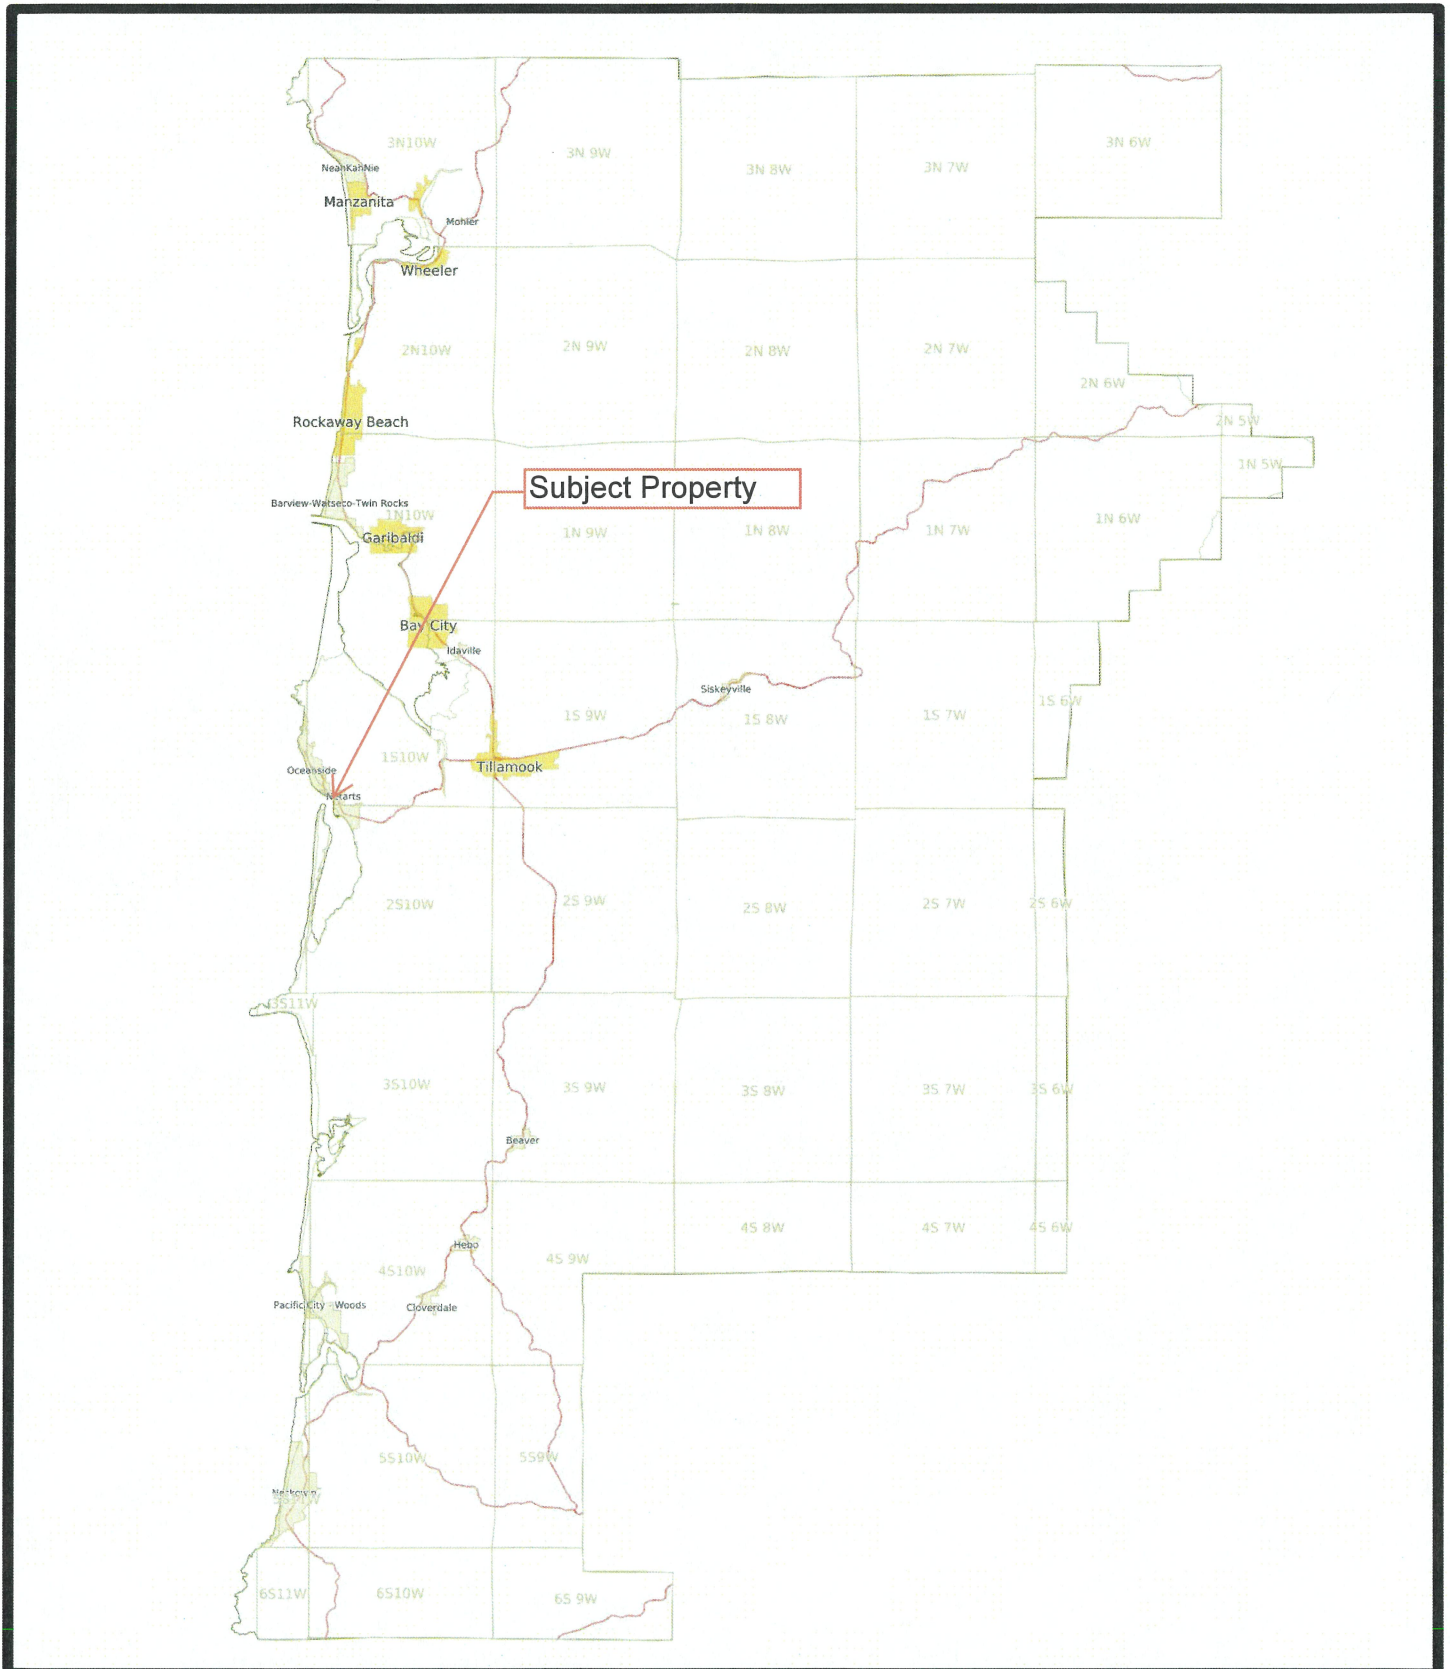 3N10W
3N 9W
3N 8W
3N 7W
3N 6W
NeahKahNie
Manzanita
Mohler
Wheeler
2N10W
2N 9W
2N 8W
2N 7W
2N 6W
2N 5W
Rockaway Beach
1N 5W
Subject Property
Barview-Watseco-Twin Rocks
1N10W
Garibaldi
1N 9W
1N 8W
1N 7W
1N 6W
Bay City
Idaville
Siskeyville
1S 9W
1S 8W
1S 7W
1S 6W
1S10W
Tillamook
Oceanside
Netarts
2S10W
2S 9W
2S 8W
2S 7W
2S 6W
3S11W
3S10W
3S 9W
3S 8W
3S 7W
3S 6W
Beaver
4S 8W
4S 7W
4S 6W
Hebo
4S 9W
4S10W
Pacific City - Woods
Cloverdale
5S10W
5S9W
Neskowin
6S11W
6S10W
6S 9W